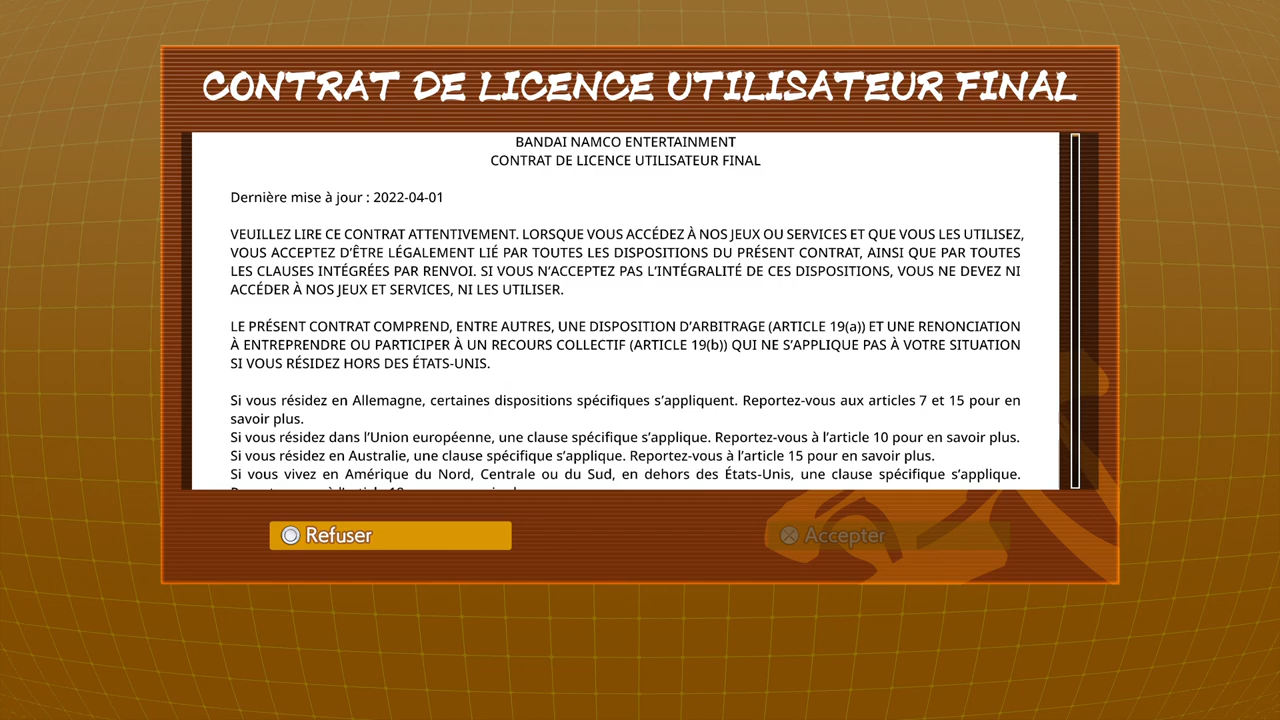 CONTRAT DE LICENCE UTILISATEUR FINAL
BANDAI NAMCO ENTERTAINMENT
CONTRAT DE LICENCE UTILISATEUR FINAL
Dernière mise à jour : 2022-04-01
VEUILLEZ LIRE CE CONTRAT ATTENTIVEMENT. LORSQUE VOUS ACCÉDEZ À NOS JEUX OU SERVICES ET QUE VOUS LES UTILISEZ,
VOUS ACCEPTEZ D’ÊTRE LÉGALEMENT LIÉ PAR TOUTES LES DISPOSITIONS DU PRÉSENT CONTRAT, AINSI QUE PAR TOUTES
LES CLAUSES INTÉGRÉES PAR RENVOI. SI VOUS N’ACCEPTEZ PAS L’INTÉGRALITÉ DE CES DISPOSITIONS, VOUS NE DEVEZ NI
ACCÉDER À NOS JEUX ET SERVICES, NI LES UTILISER.
LE PRÉSENT CONTRAT COMPREND, ENTRE AUTRES, UNE DISPOSITION D’ARBITRAGE (ARTICLE 19(a)) ET UNE RENONCIATION
À ENTREPRENDRE OU PARTICIPER À UN RECOURS COLLECTIF (ARTICLE 19(b)) QUI NE S’APPLIQUE PAS À VOTRE SITUATION
SI VOUS RÉSIDEZ HORS DES ÉTATS-UNIS.
Si vous résidez en Allemagne, certaines dispositions spécifiques s’appliquent. Reportez-vous aux articles 7 et 15 pour en
savoir plus.
Si vous résidez dans l’Union européenne, une clause spécifique s’applique. Reportez-vous à l’article 10 pour en savoir plus.
Si vous résidez en Australie, une clause spécifique s’applique. Reportez-vous à l’article 15 pour en savoir plus.
Si vous vivez en Amérique du Nord, Centrale ou du Sud, en dehors des États-Unis, une clause spécifique s’applique.
Refuser
Accepter